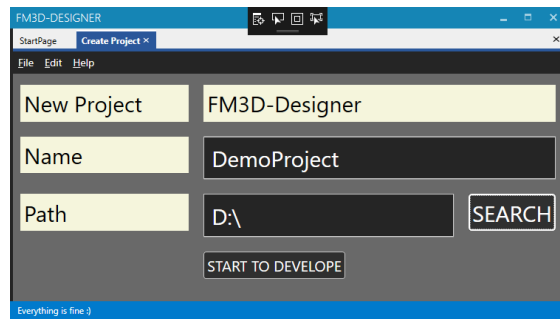 FM3D-DESIGNER
StartPage Create Project ×
File Edit Help
New Project FM3D-Designer
Name DemoProject
Path D:\ SEARCH
START TO DEVELOPE
Everything is fine :)